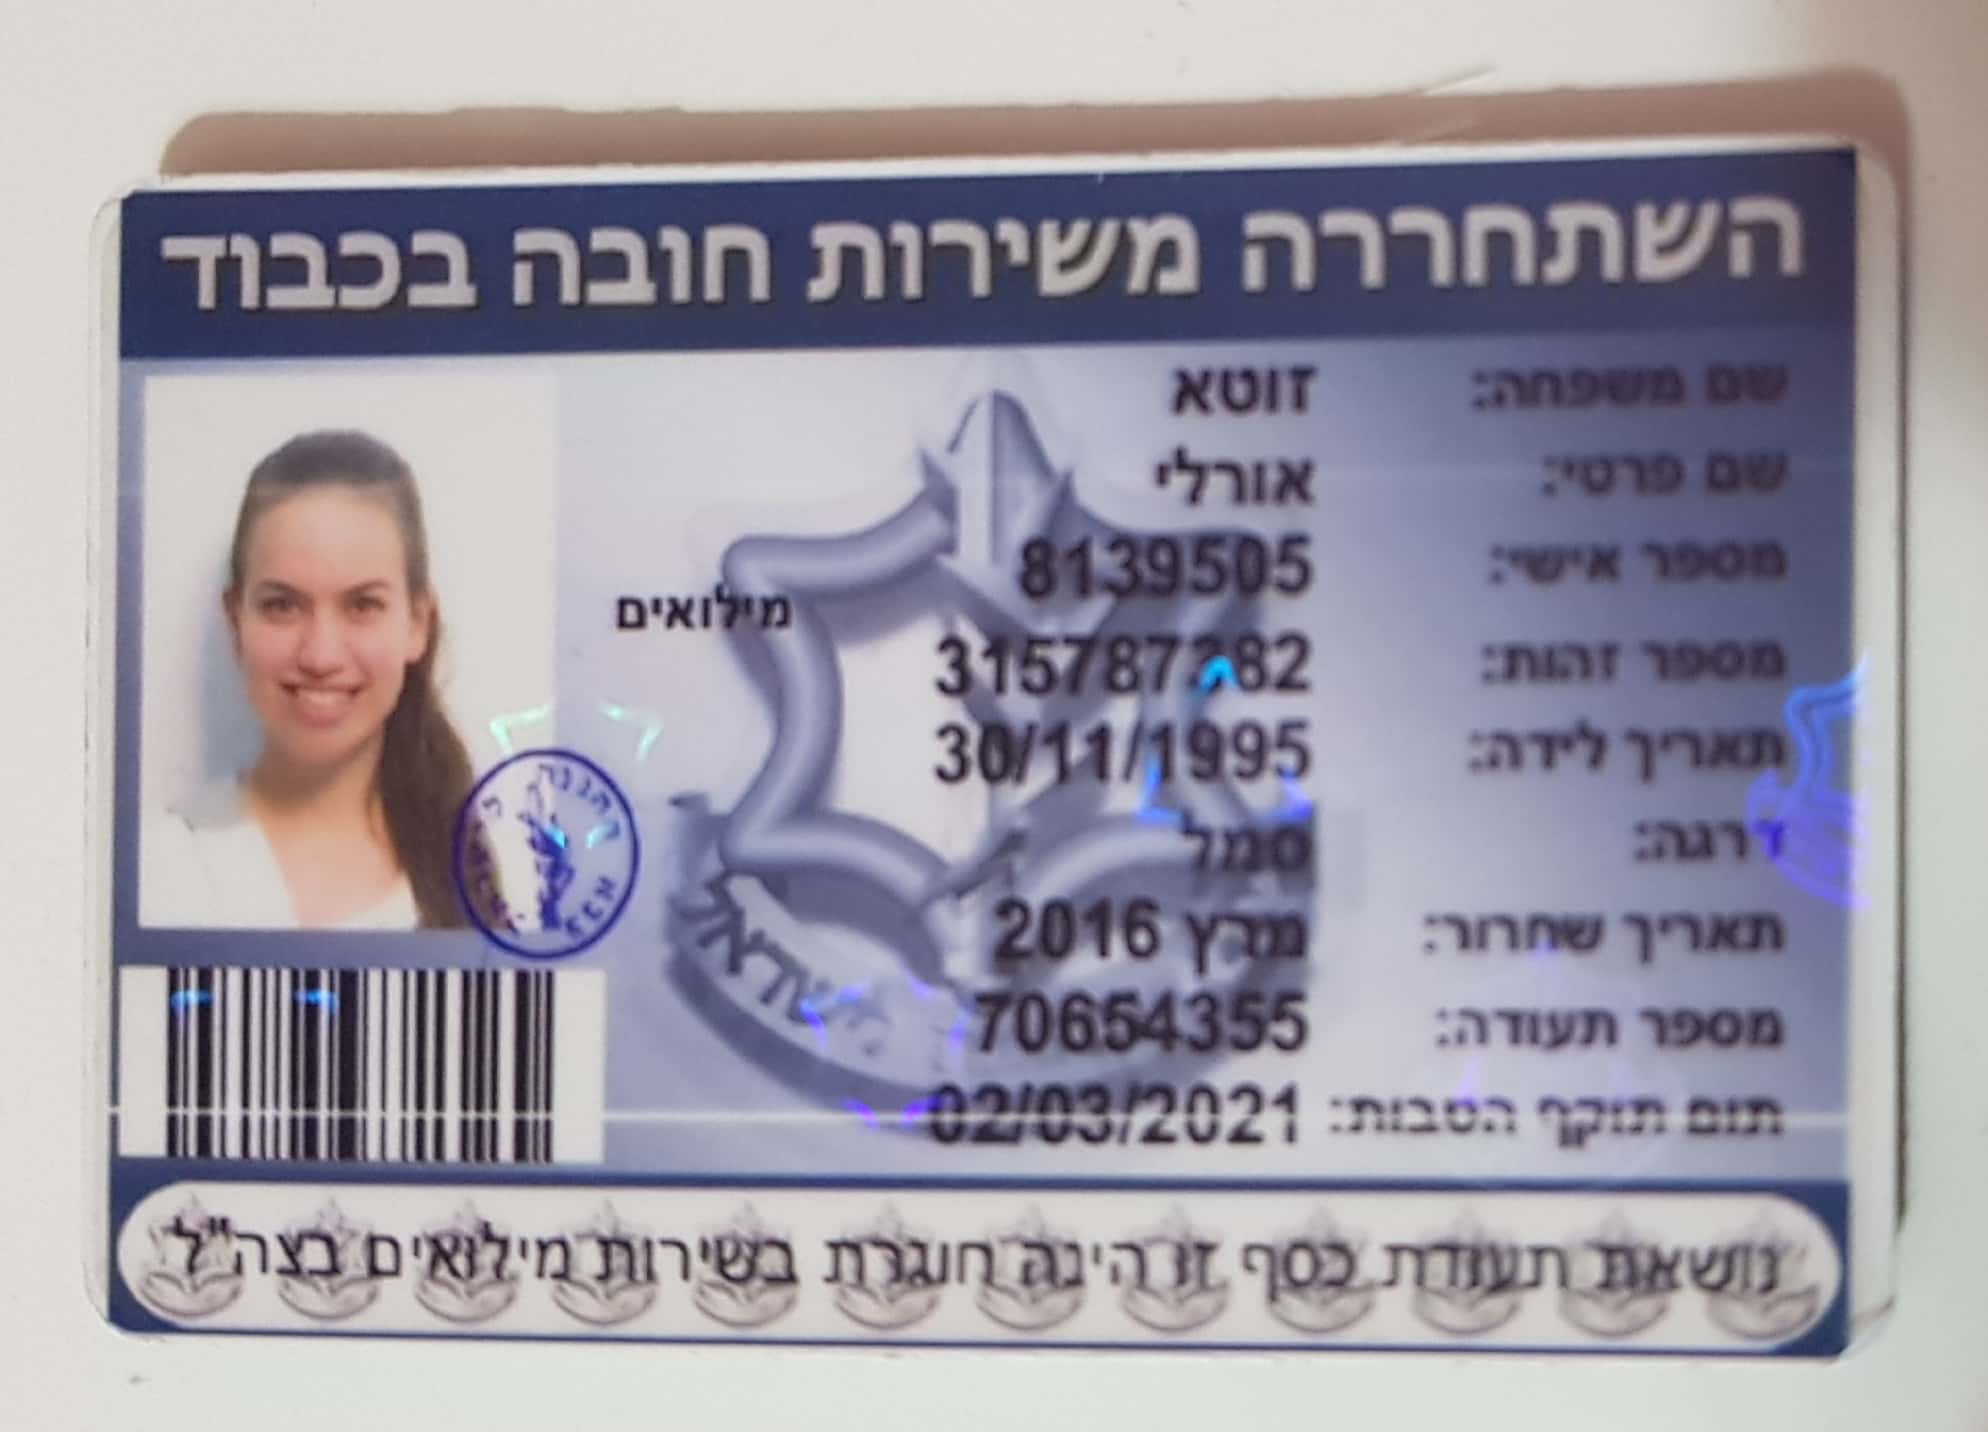 השתחררה משירות חובה בכבוד
שם משפחה: זוטא
שם פרטי: אורלי
מספר אישי: 8139505
מילואים
מספר זהות:
תאריך לידה: 30/11/1995
דרגה: סמל
תאריך שחרור: מרץ 2016
מספר תעודה: 70654355
תום תוקף הטבות: 02/03/2021
ישראל
נושאת תעודת כסף זו הינה חוגרת בשירות מילואים בצה"ל